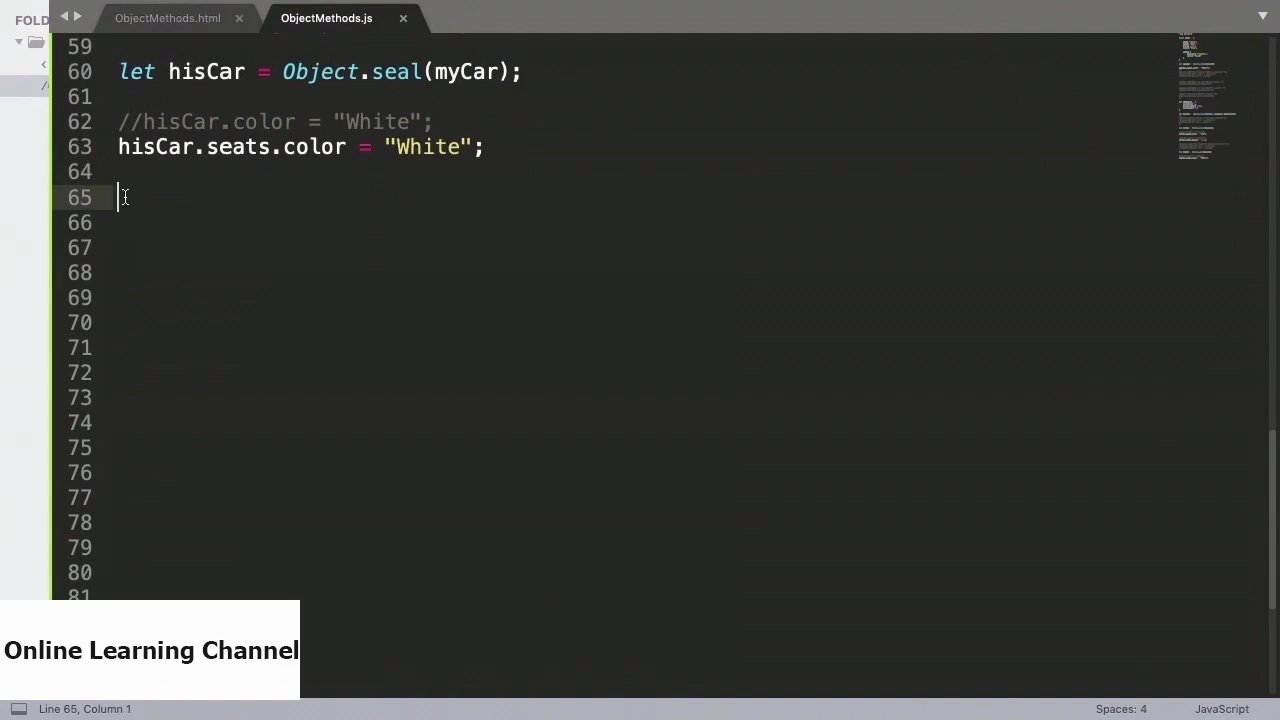 FOLD
ObjectMethods.html
ObjectMethods.js
59
60 let hisCar = Object.seal(myCar);
61
62 //hisCar.color = "White";
63 hisCar.seats.color = "White";
64
65
66
67
68
69
70
71
72
73
74
75
76
77
78
79
80
81
Online Learning Channel
Line 65, Column 1
Spaces: 4
JavaScript